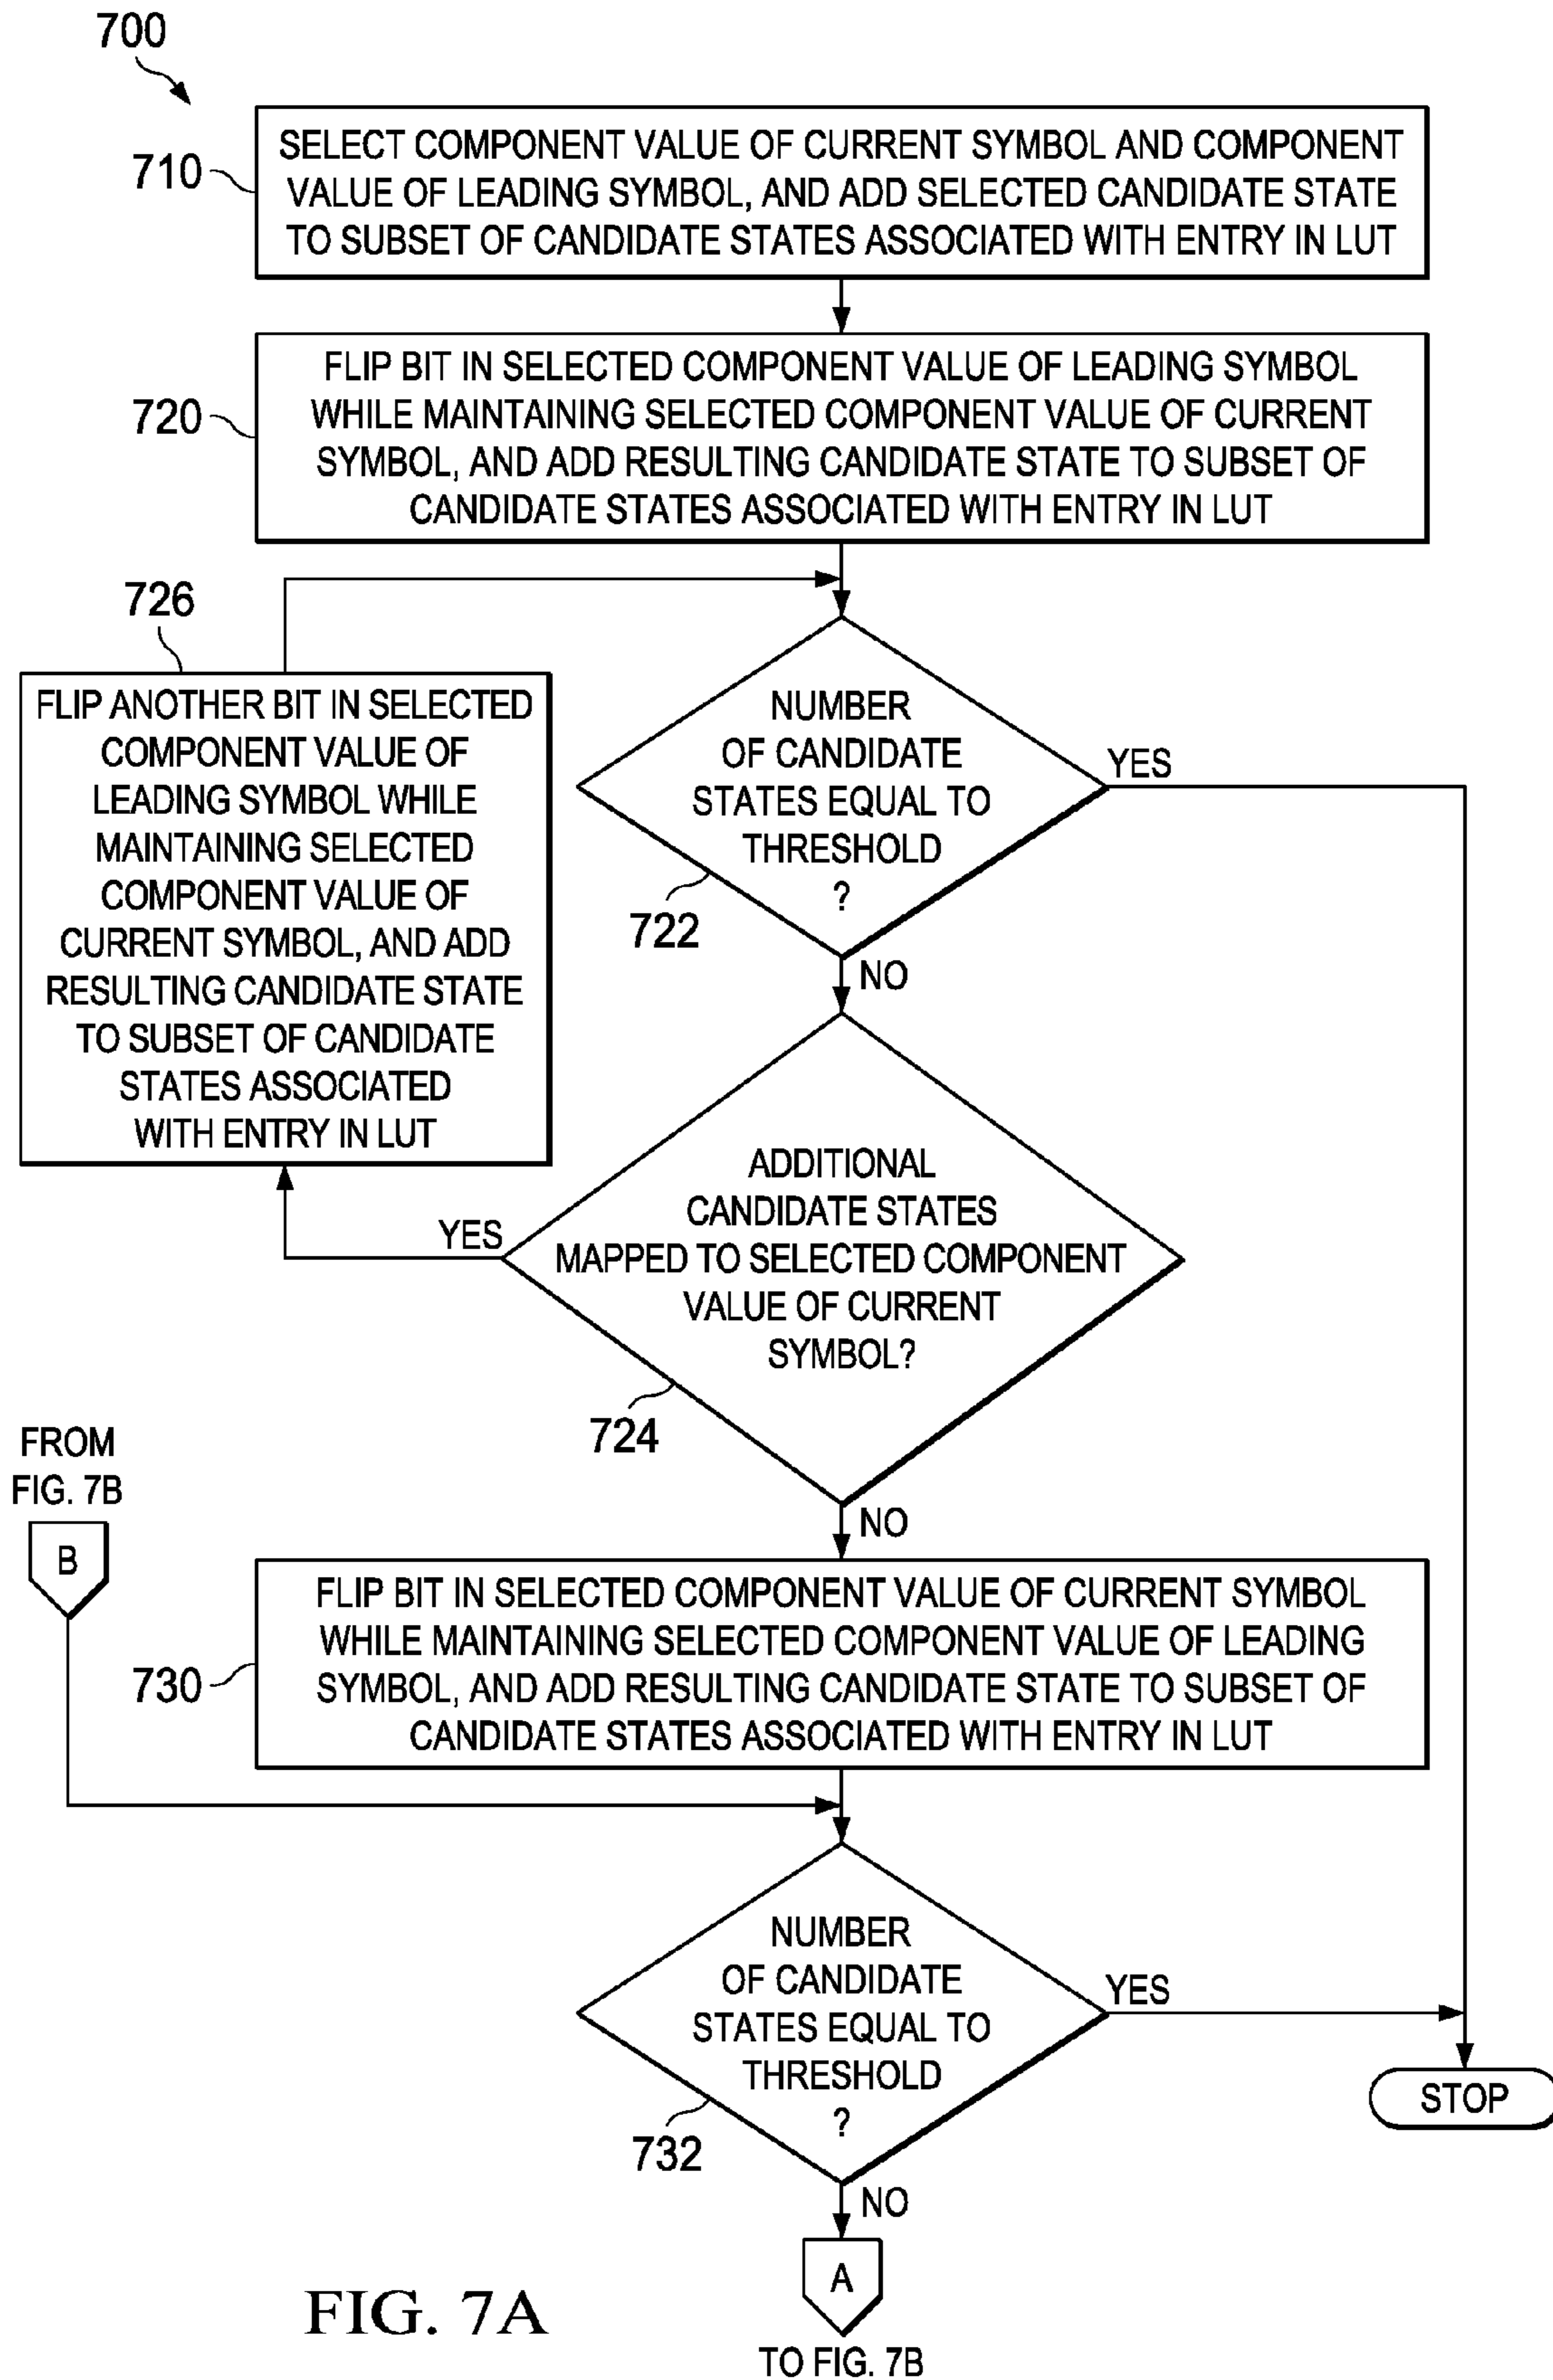 700
710
SELECT COMPONENT VALUE OF CURRENT SYMBOL AND COMPONENT
VALUE OF LEADING SYMBOL, AND ADD SELECTED CANDIDATE STATE
TO SUBSET OF CANDIDATE STATES ASSOCIATED WITH ENTRY IN LUT
720
FLIP BIT IN SELECTED COMPONENT VALUE OF LEADING SYMBOL
WHILE MAINTAINING SELECTED COMPONENT VALUE OF CURRENT
SYMBOL, AND ADD RESULTING CANDIDATE STATE TO SUBSET OF
CANDIDATE STATES ASSOCIATED WITH ENTRY IN LUT
726
FLIP ANOTHER BIT IN SELECTED
COMPONENT VALUE OF
LEADING SYMBOL WHILE
MAINTAINING SELECTED
COMPONENT VALUE OF
CURRENT SYMBOL, AND ADD
RESULTING CANDIDATE STATE
TO SUBSET OF CANDIDATE
STATES ASSOCIATED
WITH ENTRY IN LUT
NUMBER
OF CANDIDATE
STATES EQUAL TO
THRESHOLD
?
YES
722
NO
ADDITIONAL
CANDIDATE STATES
MAPPED TO SELECTED COMPONENT
VALUE OF CURRENT
SYMBOL?
YES
724
NO
FROM
FIG. 7B
B
730
FLIP BIT IN SELECTED COMPONENT VALUE OF CURRENT SYMBOL
WHILE MAINTAINING SELECTED COMPONENT VALUE OF LEADING
SYMBOL, AND ADD RESULTING CANDIDATE STATE TO SUBSET OF
CANDIDATE STATES ASSOCIATED WITH ENTRY IN LUT
NUMBER
OF CANDIDATE
STATES EQUAL TO
THRESHOLD
?
YES
732
STOP
NO
A
TO FIG. 7B
FIG. 7A